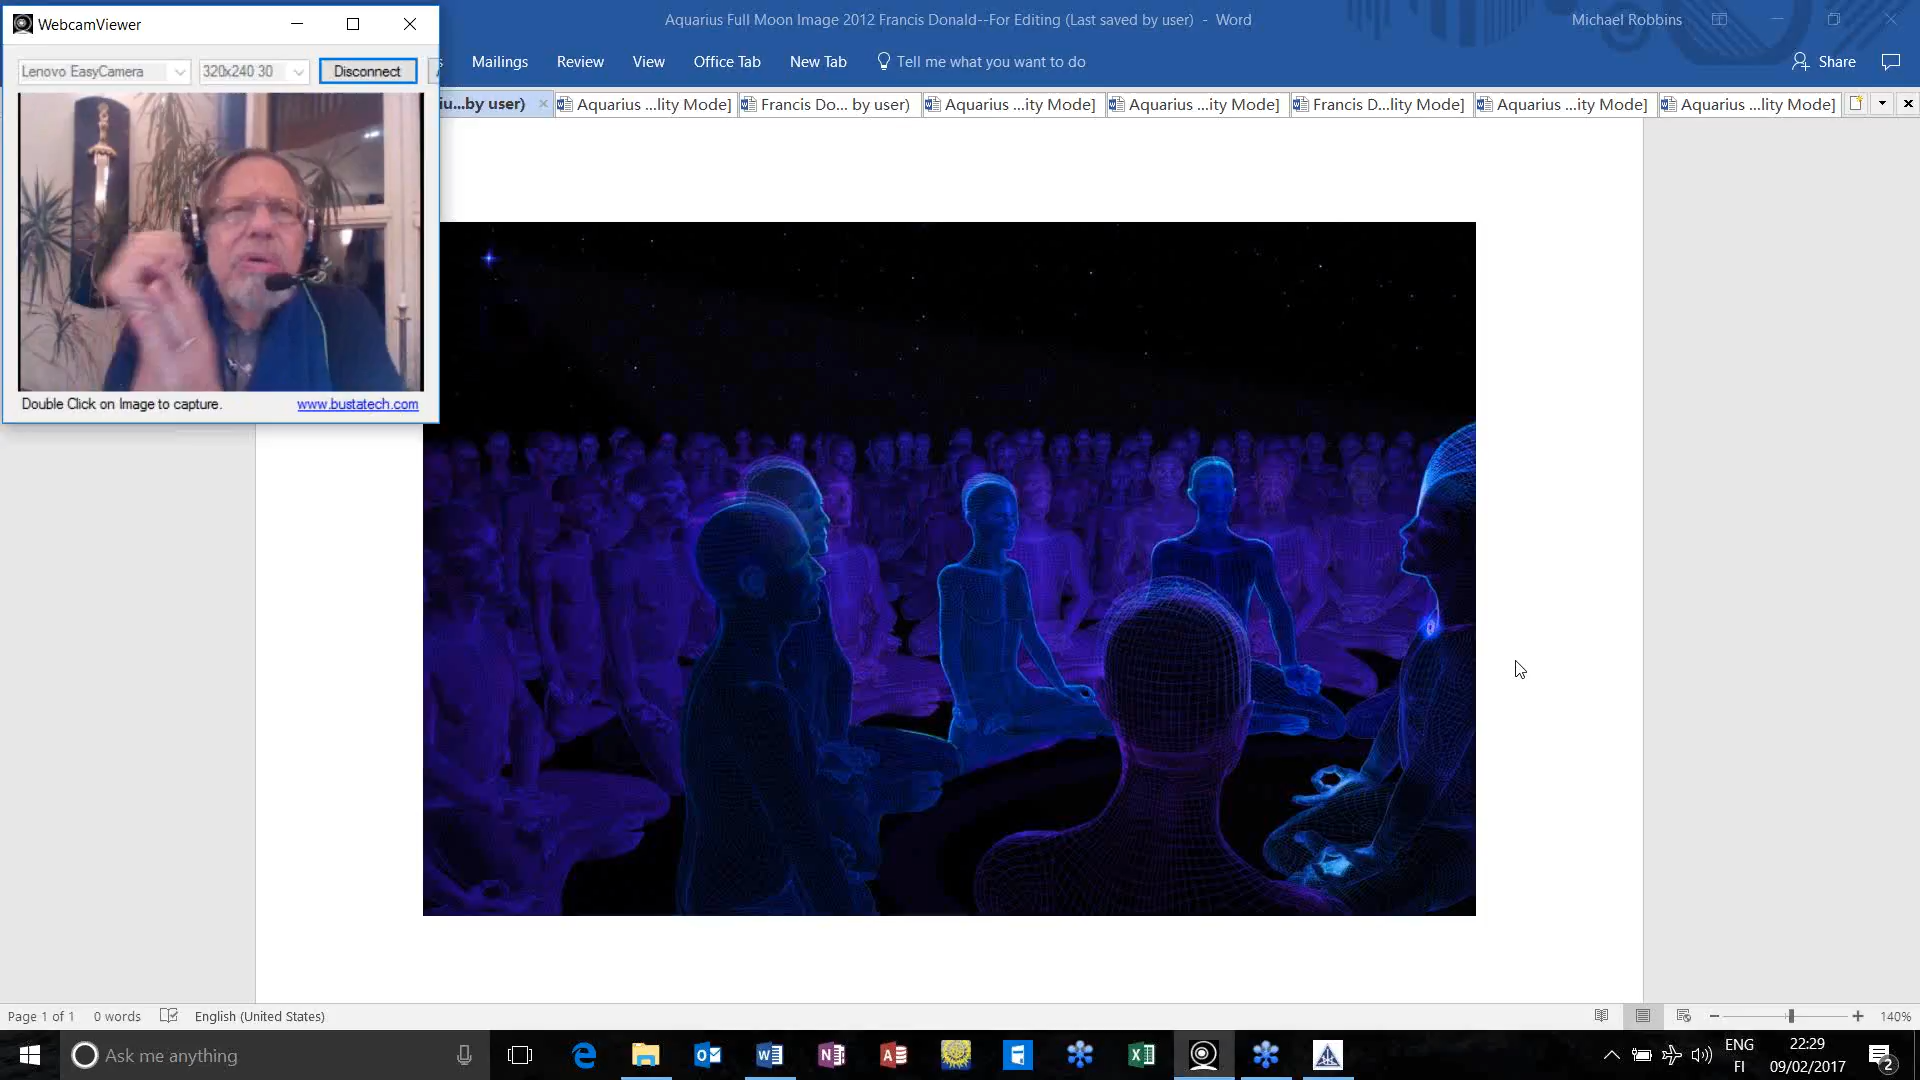 WebcamViewer
Aquarius Full Moon Image 2012 Francis Donald--For Editing (Last saved by user) - Word
Michael Robbins
Lenovo EasyCamera
320x240 30
Disconnect
Mailings
Review
View
Office Tab
New Tab
Tell me what you want to do
Share
iu...by user)
Aquarius ...lity Mode]
Francis Do... by user)
Aquarius ...ity Mode]
Aquarius ...ity Mode]
Francis D...lity Mode]
Aquarius ...ity Mode]
Aquarius ...lity Mode]
Double Click on Image to capture.
www.bustatech.com
Page 1 of 1
0 words
English (United States)
140%
Ask me anything
ENG
FI
22:29
09/02/2017
2